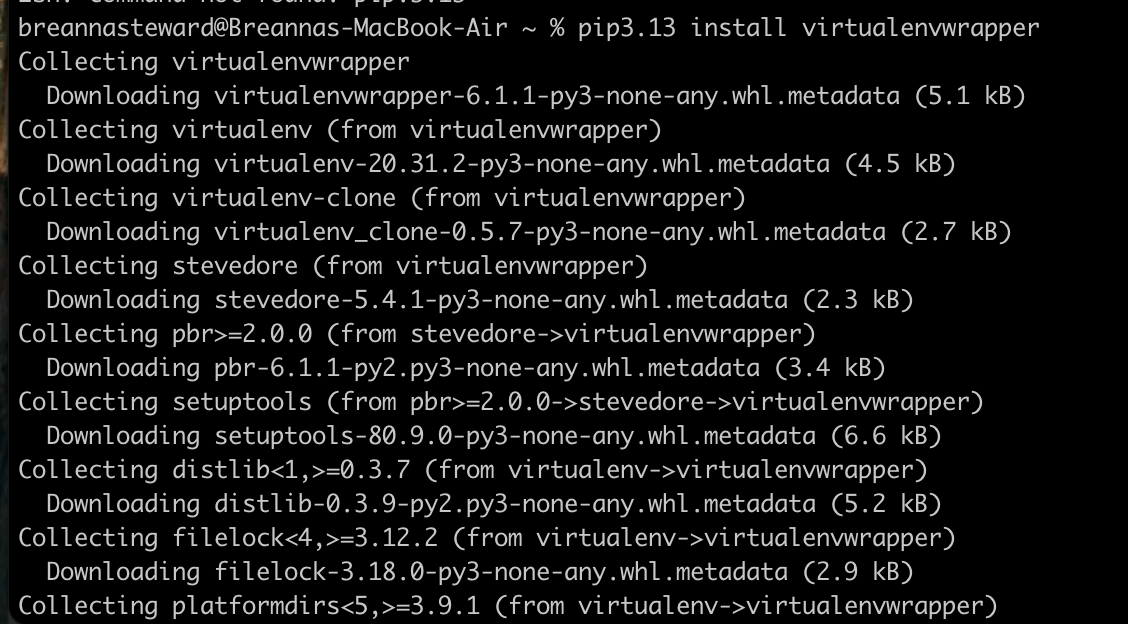 breannasteward@Breannas-MacBook-Air ~ % pip3.13 install virtualenvwrapper
Collecting virtualenvwrapper
  Downloading virtualenvwrapper-6.1.1-py3-none-any.whl.metadata (5.1 kB)
Collecting virtualenv (from virtualenvwrapper)
  Downloading virtualenv-20.31.2-py3-none-any.whl.metadata (4.5 kB)
Collecting virtualenv-clone (from virtualenvwrapper)
  Downloading virtualenv_clone-0.5.7-py3-none-any.whl.metadata (2.7 kB)
Collecting stevedore (from virtualenvwrapper)
  Downloading stevedore-5.4.1-py3-none-any.whl.metadata (2.3 kB)
Collecting pbr>=2.0.0 (from stevedore->virtualenvwrapper)
  Downloading pbr-6.1.1-py2.py3-none-any.whl.metadata (3.4 kB)
Collecting setuptools (from pbr>=2.0.0->stevedore->virtualenvwrapper)
  Downloading setuptools-80.9.0-py3-none-any.whl.metadata (6.6 kB)
Collecting distlib<1,>=0.3.7 (from virtualenv->virtualenvwrapper)
  Downloading distlib-0.3.9-py2.py3-none-any.whl.metadata (5.2 kB)
Collecting filelock<4,>=3.12.2 (from virtualenv->virtualenvwrapper)
  Downloading filelock-3.18.0-py3-none-any.whl.metadata (2.9 kB)
Collecting platformdirs<5,>=3.9.1 (from virtualenv->virtualenvwrapper)